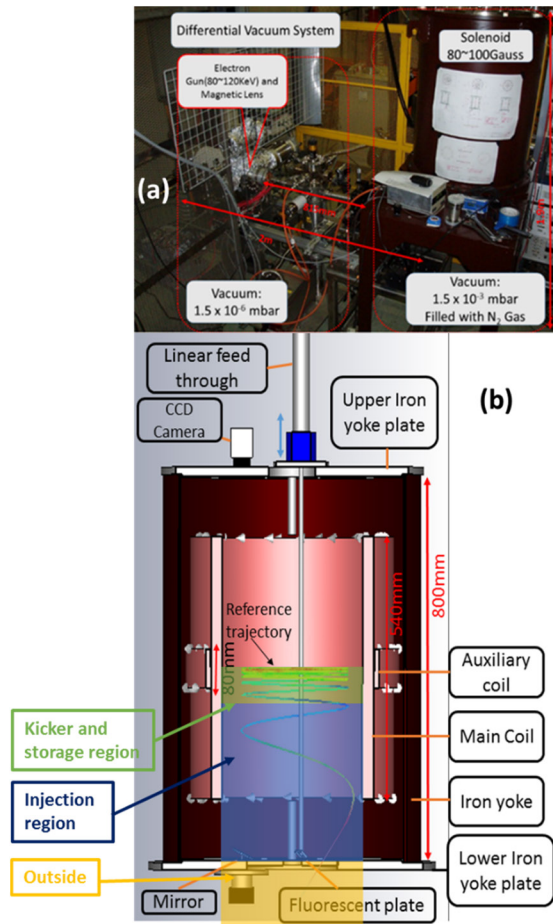 Differential Vacuum System
Solenoid
80~100Gauss
Electron
Gun(80~120KeV) and
Magnetic Lens
(a)
2m
Vacuum:
1.5 x 10⁻⁶ mbar
Vacuum:
1.5 x 10⁻³ mbar
Filled with N₂ Gas
Linear feed
through
(b)
CCD
Camera
Upper Iron
yoke plate
800mm
540mm
Reference
trajectory
80mm
Auxiliary
coil
Kicker and
storage region
Main Coil
Injection
region
Iron yoke
Outside
Lower Iron
yoke plate
Mirror
Fluorescent plate